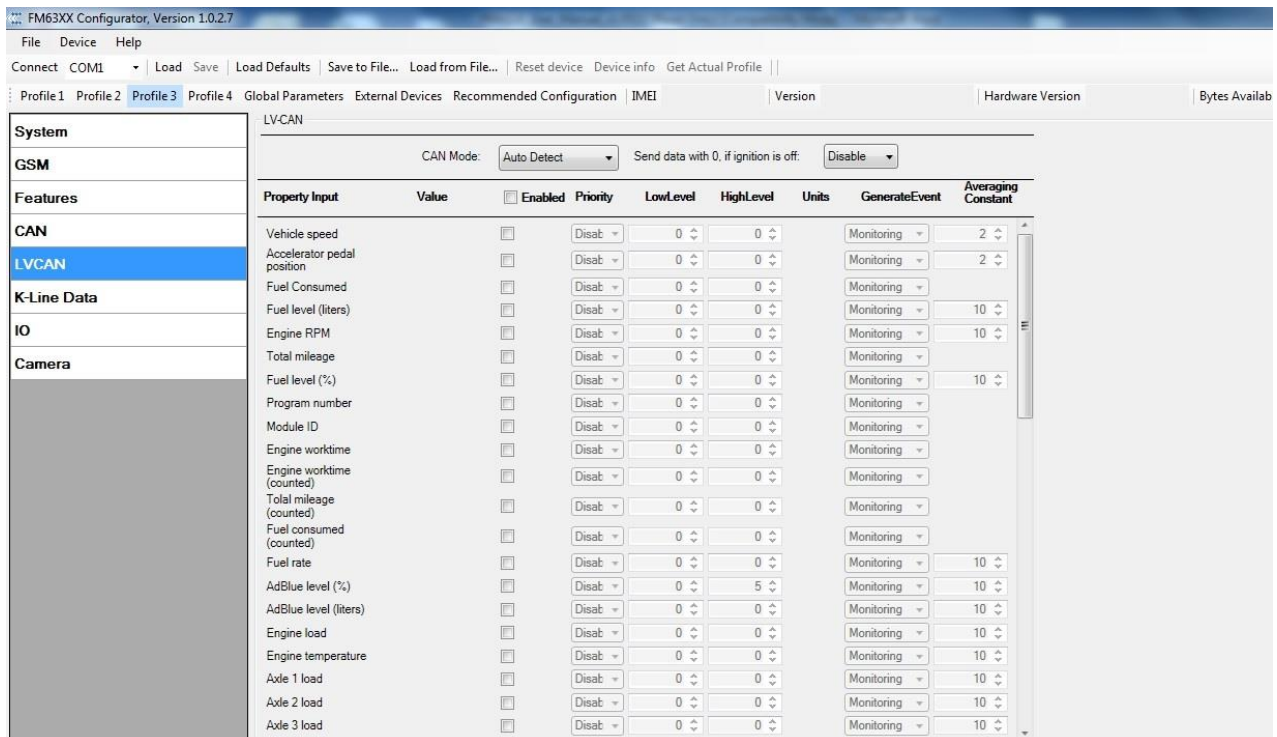 FM63XX Configurator, Version 1.0.2.7
File Device Help
Connect COM1 Load Save Load Defaults Save to File... Load from File... Reset device Device info Get Actual Profile
Profile 1 Profile 2 Profile 3 Profile 4 Global Parameters External Devices Recommended Configuration IMEI Version Hardware Version Bytes Availab
System
GSM
Features
CAN
LVCAN
K-Line Data
IO
Camera
LV-CAN
CAN Mode: Auto Detect Send data with 0, if ignition is off: Disable
Property Input Value Enabled Priority LowLevel HighLevel Units GenerateEvent Averaging Constant
Vehicle speed Disab 0 0 Monitoring 2
Accelerator pedal
position Disab 0 0 Monitoring 2
Fuel Consumed Disab 0 0 Monitoring
Fuel level (liters) Disab 0 0 Monitoring 10
Engine RPM Disab 0 0 Monitoring 10
Total mileage Disab 0 0 Monitoring
Fuel level (%) Disab 0 0 Monitoring 10
Program number Disab 0 0 Monitoring
Module ID Disab 0 0 Monitoring
Engine worktime Disab 0 0 Monitoring
Engine worktime
(counted) Disab 0 0 Monitoring
Tolal mileage
(counted) Disab 0 0 Monitoring
Fuel consumed
(counted) Disab 0 0 Monitoring
Fuel rate Disab 0 0 Monitoring 10
AdBlue level (%) Disab 0 5 Monitoring 10
AdBlue level (liters) Disab 0 0 Monitoring 10
Engine load Disab 0 0 Monitoring 10
Engine temperature Disab 0 0 Monitoring 10
Axle 1 load Disab 0 0 Monitoring 10
Axle 2 load Disab 0 0 Monitoring 10
Axle 3 load Disab 0 0 Monitoring 10